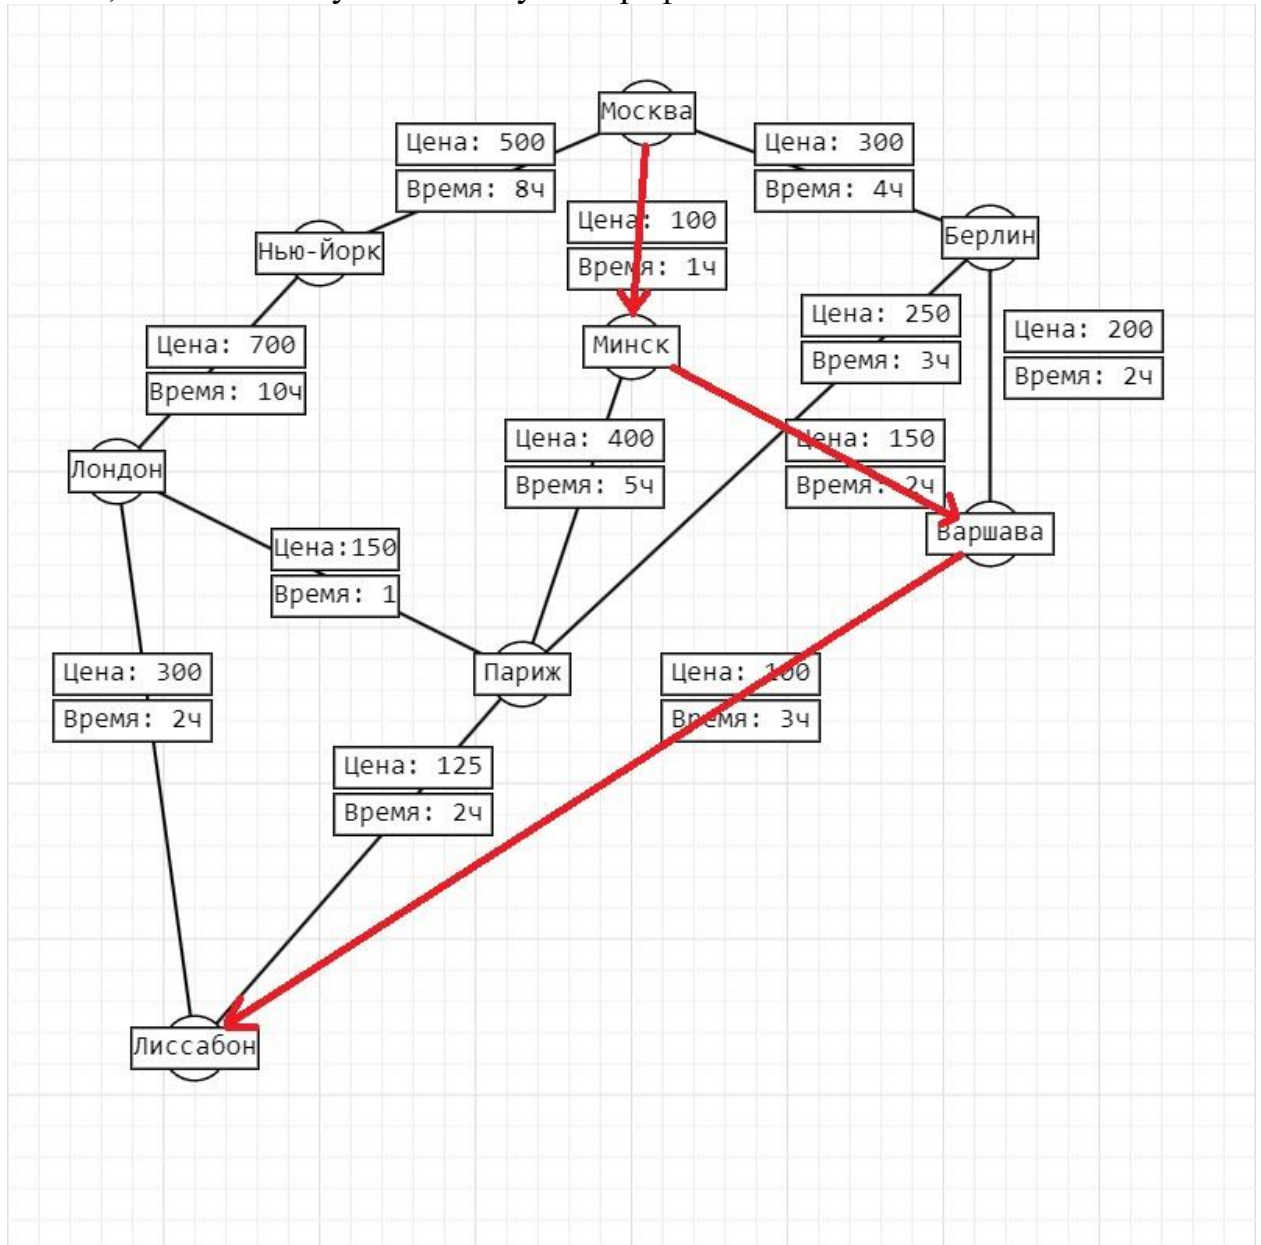 Москва
Цена: 500
Цена: 300
Время: 8ч
Время: 4ч
Цена: 100
Берлин
Нью-Йорк
Время: 1ч
Цена: 250
Цена: 200
Цена: 700
Минск
Время: 3ч
Время: 2ч
Время: 10ч
Цена: 400
Цена: 150
Лондон
Время: 5ч
Время: 2ч
Варшава
Цена:150
Время: 1
Цена: 300
Париж
Цена: 100
Время: 2ч
Время: 3ч
Цена: 125
Время: 2ч
Лиссабон